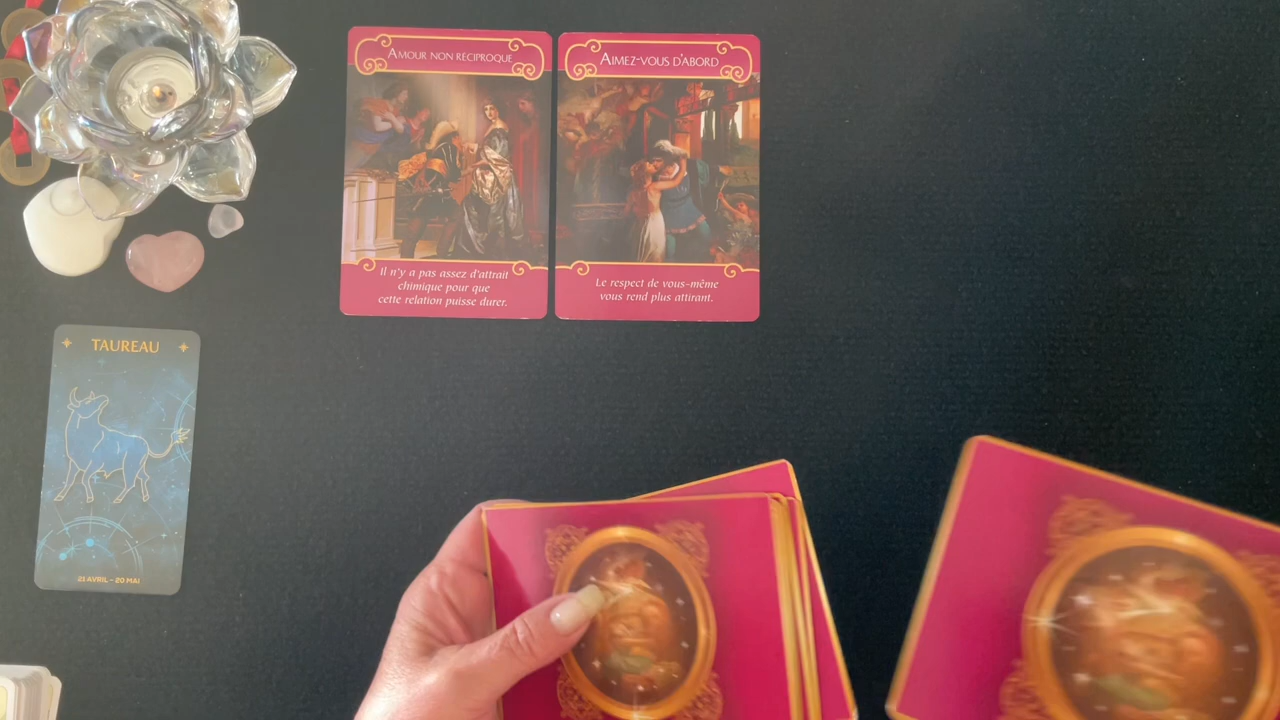 AMOUR NON RÉCIPROQUE
Il n'y a pas assez d'attrait
chimique pour que
cette relation puisse durer.
AIMEZ-VOUS D'ABORD
Le respect de vous-même
vous rend plus attirant.
TAUREAU
21 AVRIL - 20 MAI